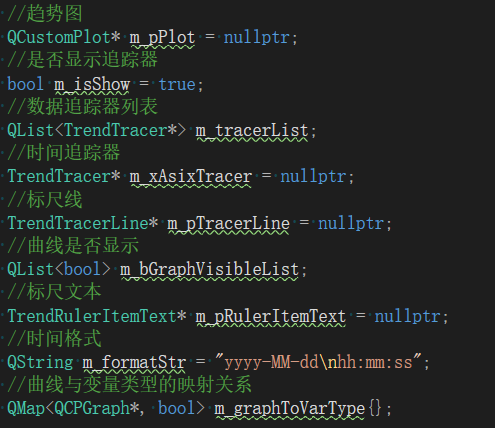 //趋势图
QCustomPlot* m_pPlot = nullptr;
//是否显示追踪器
bool m_isShow = true;
//数据追踪器列表
QList<TrendTracer*> m_tracerList;
//时间追踪器
TrendTracer* m_xAsixTracer = nullptr;
//标尺线
TrendTracerLine* m_pTracerLine = nullptr;
//曲线是否显示
QList<bool> m_bGraphVisibleList;
//标尺文本
TrendRulerItemText* m_pRulerItemText = nullptr;
//时间格式
QString m_formatStr = "yyyy-MM-dd\nhh:mm:ss";
//曲线与变量类型的映射关系
QMap<QCPGraph*, bool> m_graphToVarType{};